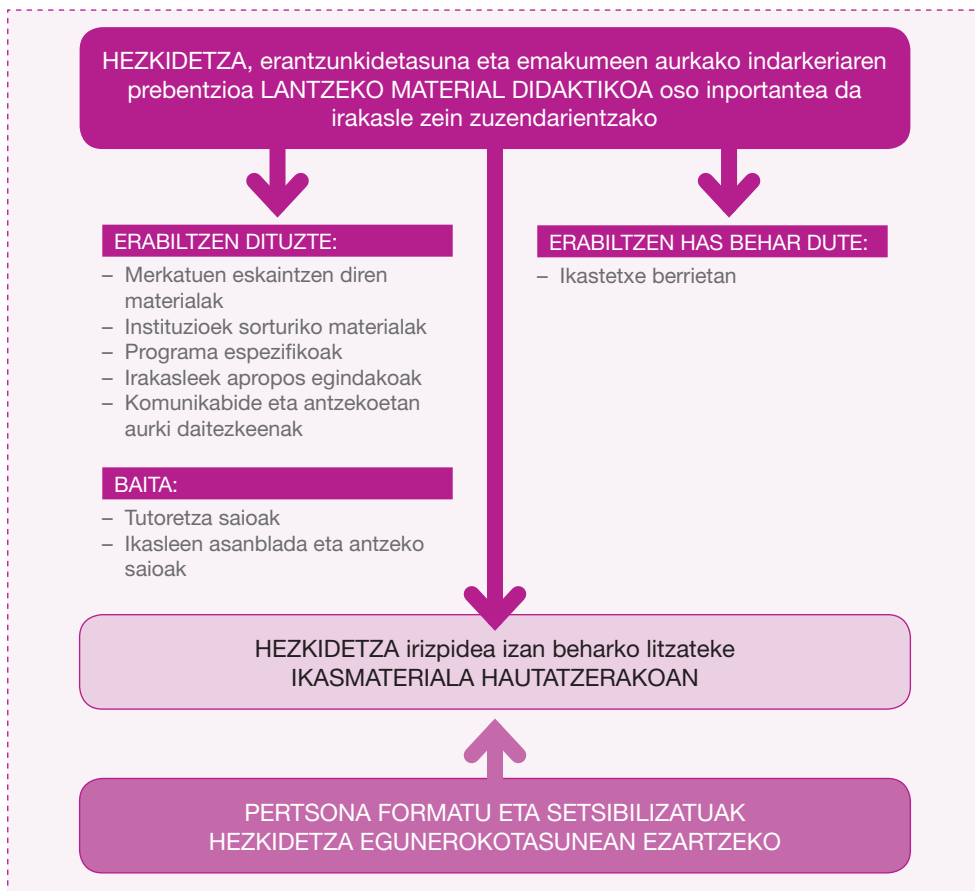 HEZKIDETZA, erantzunkidetasuna eta emakumeen aurkako indarkeriaren
prebentzioa LANTZEKO MATERIAL DIDAKTIKOA oso inportantea da
irakasle zein zuzendarientzako
ERABILTZEN DITUZTE:
– Merkatuen eskaintzen diren
materialak
– Instituzioek sorturiko materialak
– Programa espezifikoak
– Irakasleek apropos egindakoak
– Komunikabide eta antzekoetan
aurki daitezkeenak
BAITA:
– Tutoretza saioak
– Ikasleen asanblada eta antzeko
saioak
ERABILTZEN HAS BEHAR DUTE:
– Ikastetxe berrietan
HEZKIDETZA irizpidea izan beharko litzateke
IKASMATERIALA HAUTATZERAKOAN
PERTSONA FORMATU ETA SETSIBILIZATUAK
HEZKIDETZA EGUNEROKOTASUNEAN EZARTZEKO